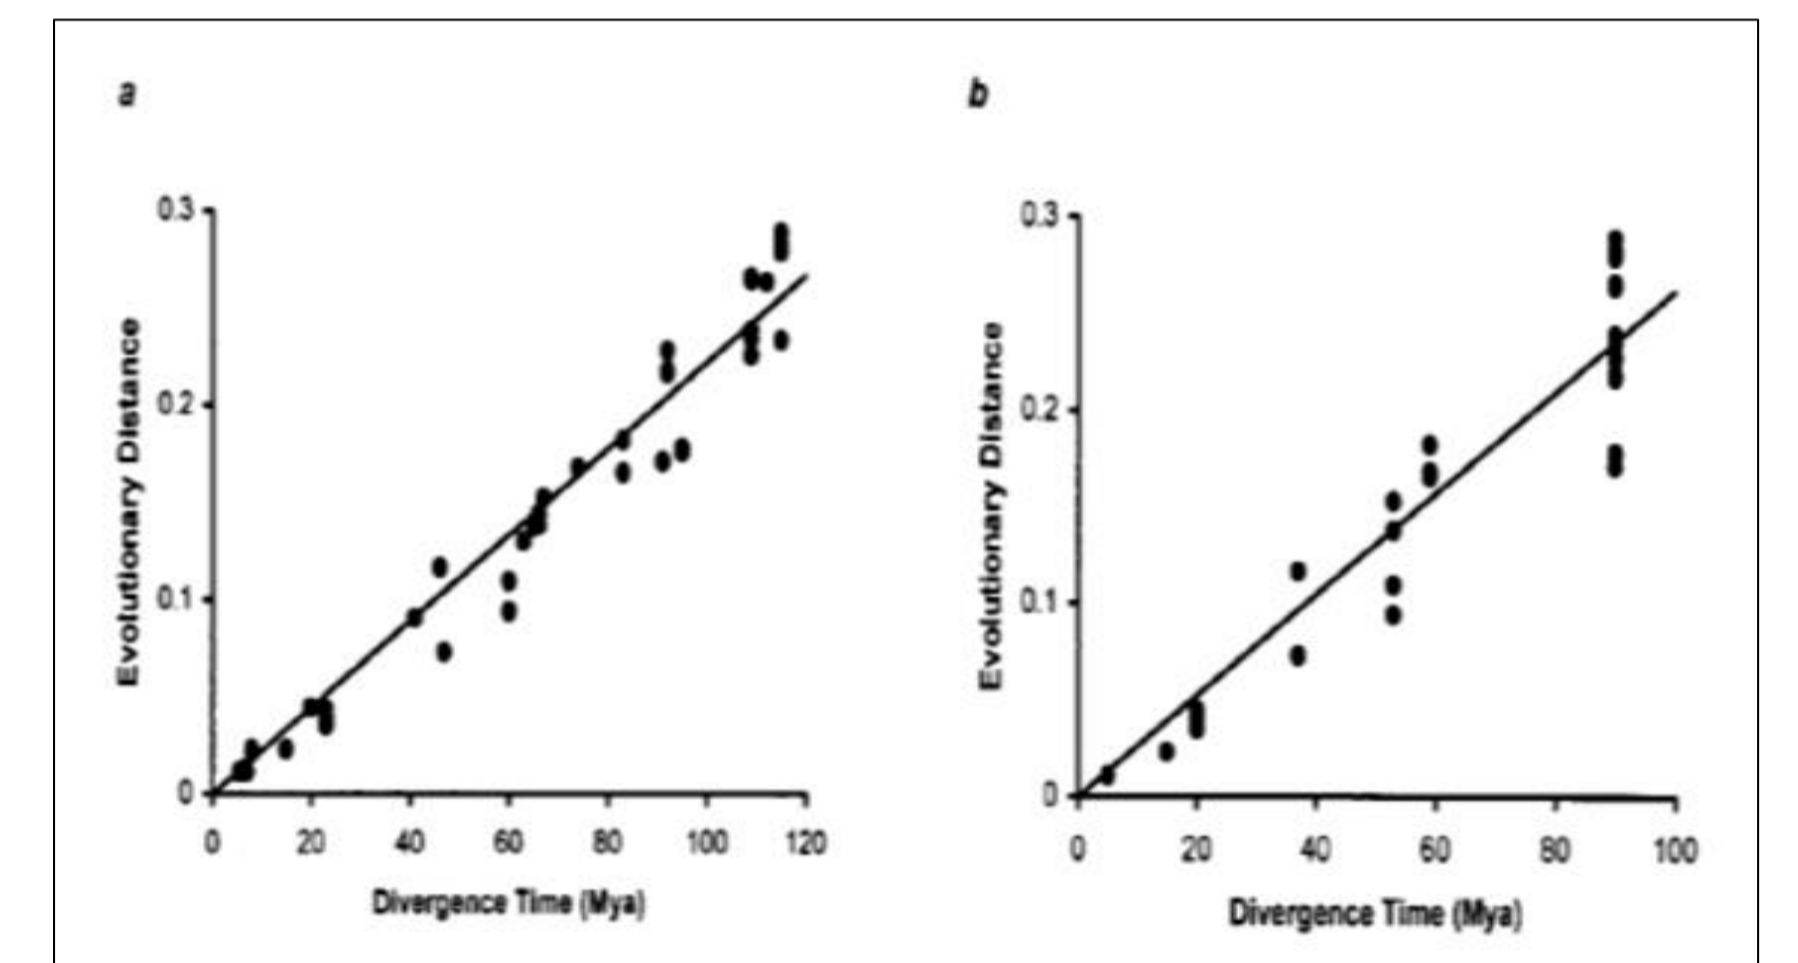 a
b
0.3
0.2
0.1
0
Evolutionary Distance
0 20 40 60 80 100 120
Divergence Time (Mya)
0.3
0.2
0.1
0
Evolutionary Distance
0 20 40 60 80 100
Divergence Time (Mya)